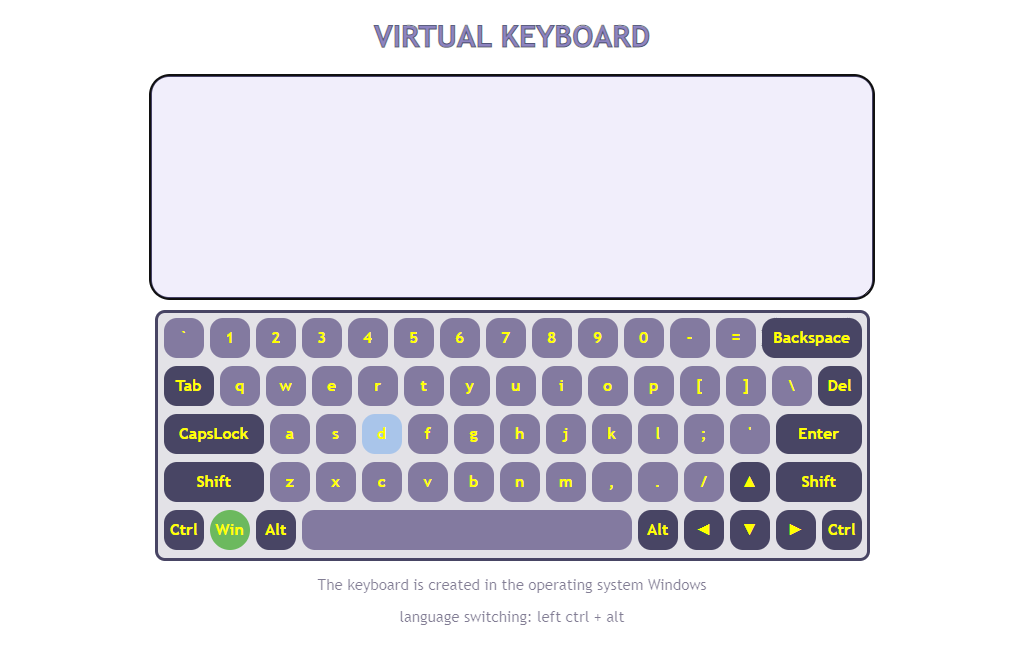 VIRTUAL KEYBOARD
` 1 2 3 4 5 6 7 8 9 0 - = Backspace
Tab q w e r t y u i o p [ ] \ Del
CapsLock a s d f g h j k l ; ' Enter
Shift z x c v b n m , . / ▲ Shift
Ctrl Win Alt Alt ◄ ▼ ► Ctrl
The keyboard is created in the operating system Windows
language switching: left ctrl + alt